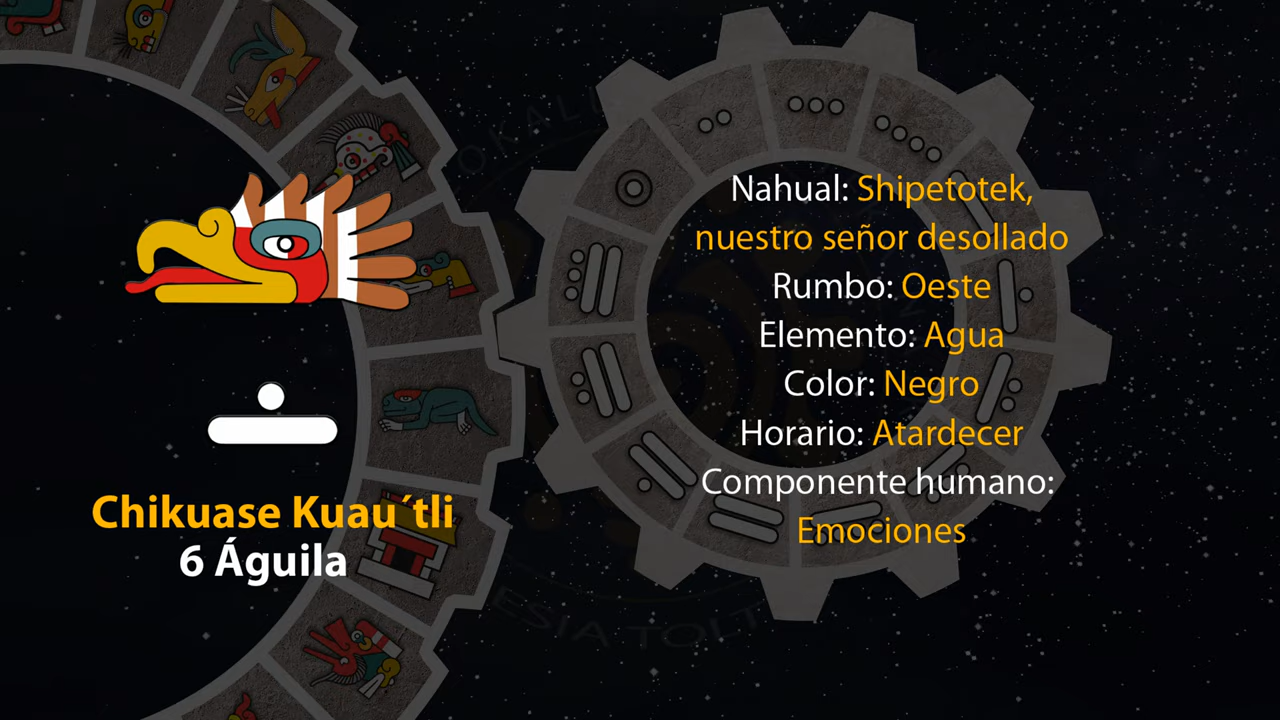 Chikuase Kuau´tli
6 Águila
Nahual: Shipetotek,
nuestro señor desollado
Rumbo: Oeste
Elemento: Agua
Color: Negro
Horario: Atardecer
Componente humano:
Emociones